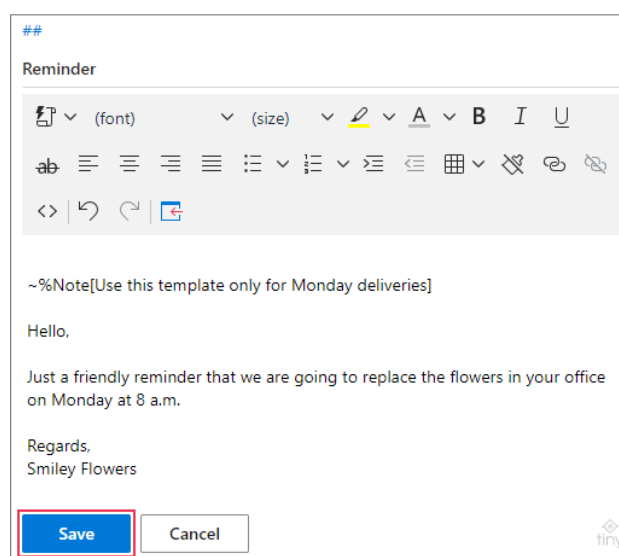 ##
Reminder
(font) (size) A B I U
ab
~%Note[Use this template only for Monday deliveries]
Hello,
Just a friendly reminder that we are going to replace the flowers in your office
on Monday at 8 a.m.
Regards,
Smiley Flowers
Save Cancel
tiny